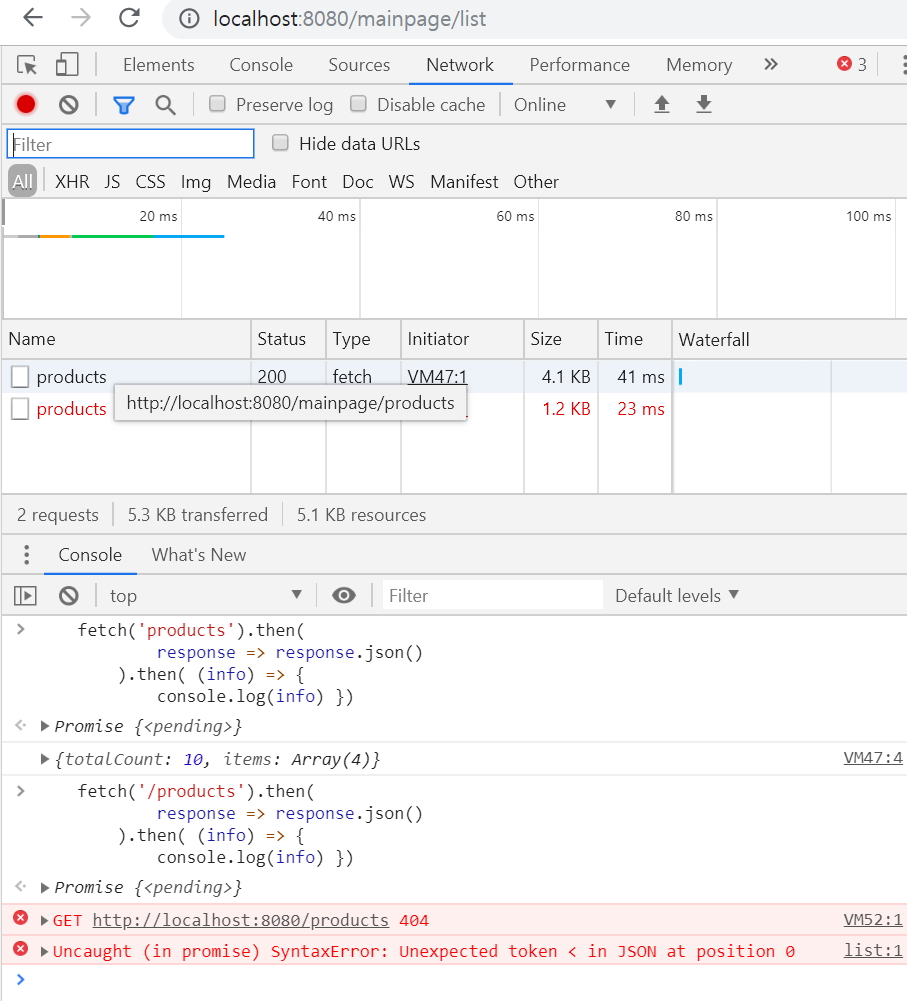 localhost:8080/mainpage/list
Elements Console Sources Network Performance Memory » 3
Preserve log Disable cache Online ▼
Filter Hide data URLs
All XHR JS CSS Img Media Font Doc WS Manifest Other
20 ms 40 ms 60 ms 80 ms 100 ms
Name Status Type Initiator Size Time Waterfall
products 200 fetch VM47:1 4.1 KB 41 ms
products 1.2 KB 23 ms
http://localhost:8080/mainpage/products
2 requests 5.3 KB transferred 5.1 KB resources
Console What's New
top ▼ Filter Default levels ▼
> fetch('products').then(
response => response.json()
).then( (info) => {
console.log(info) })
Promise {<pending>}
{totalCount: 10, items: Array(4)} VM47:4
> fetch('/products').then(
response => response.json()
).then( (info) => {
console.log(info) })
Promise {<pending>}
GET http://localhost:8080/products 404 VM52:1
Uncaught (in promise) SyntaxError: Unexpected token < in JSON at position 0 list:1
>